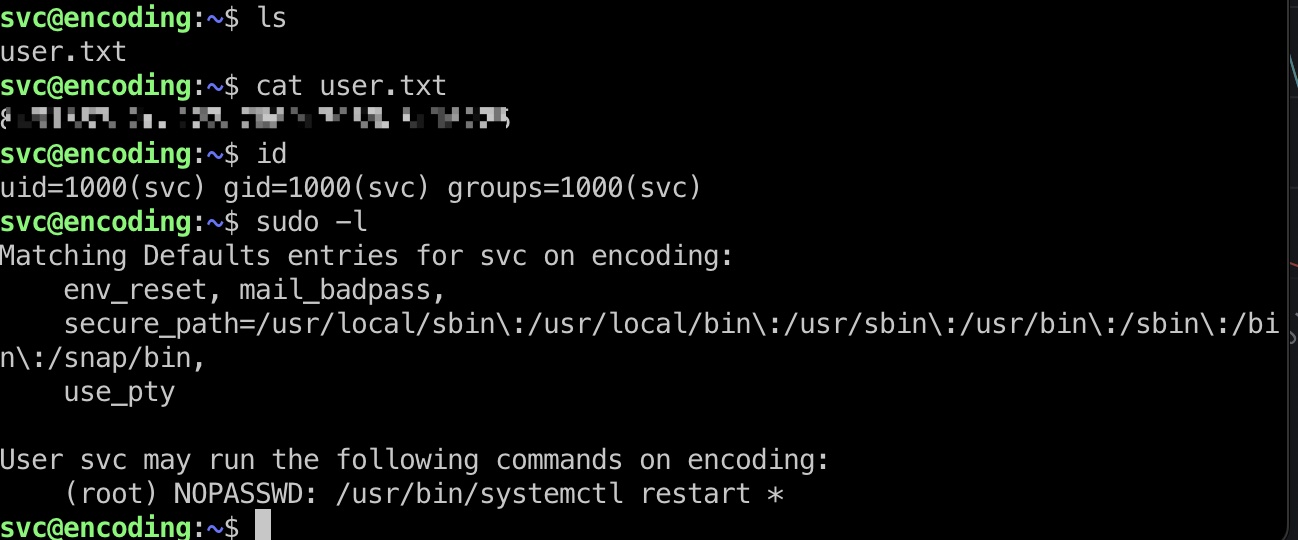 svc@encoding:~$ ls
user.txt
svc@encoding:~$ cat user.txt
svc@encoding:~$ id
uid=1000(svc) gid=1000(svc) groups=1000(svc)
svc@encoding:~$ sudo -l
Matching Defaults entries for svc on encoding:
    env_reset, mail_badpass,
    secure_path=/usr/local/sbin\:/usr/local/bin\:/usr/sbin\:/usr/bin\:/sbin\:/bi
n\:/snap/bin,
    use_pty

User svc may run the following commands on encoding:
    (root) NOPASSWD: /usr/bin/systemctl restart *
svc@encoding:~$